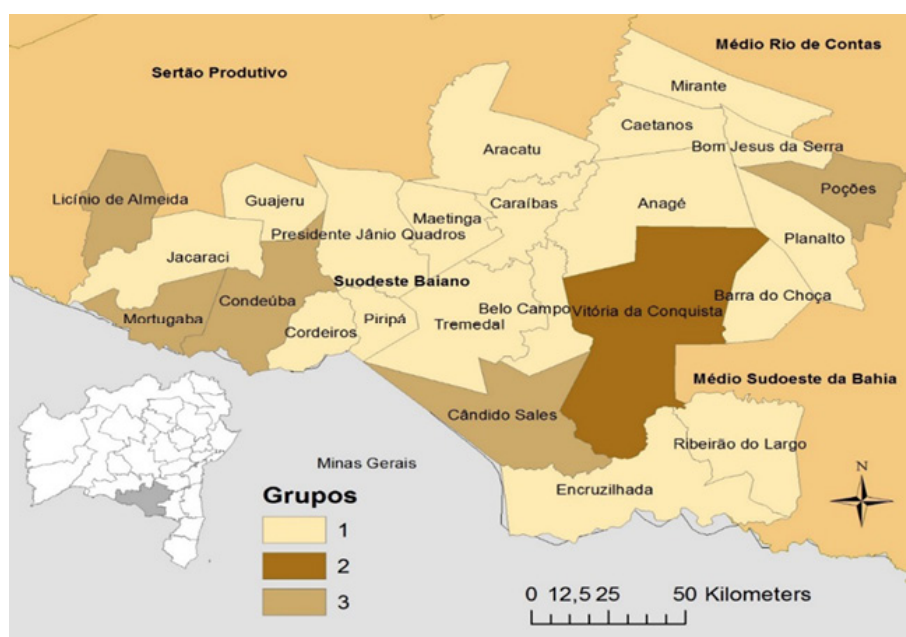 Médio Rio de Contas
Sertão Produtivo
Mirante
Caetanos
Bom Jesus da Serra
Aracatu
Licínio de Almeida
Guajeru
Maetinga
Caraíbas
Anagé
Poções
Presidente Jânio Quadros
Planalto
Jacaraci
Suodeste Baiano
Condeúba
Mortugaba
Cordeiros
Piripá
Tremedal
Belo Campo
Vitória da Conquista
Barra do Choça
Médio Sudoeste da Bahia
Cândido Sales
Ribeirão do Largo
Minas Gerais
Encruzilhada
N
Grupos
1
2
3
0 12,5 25 50 Kilometers